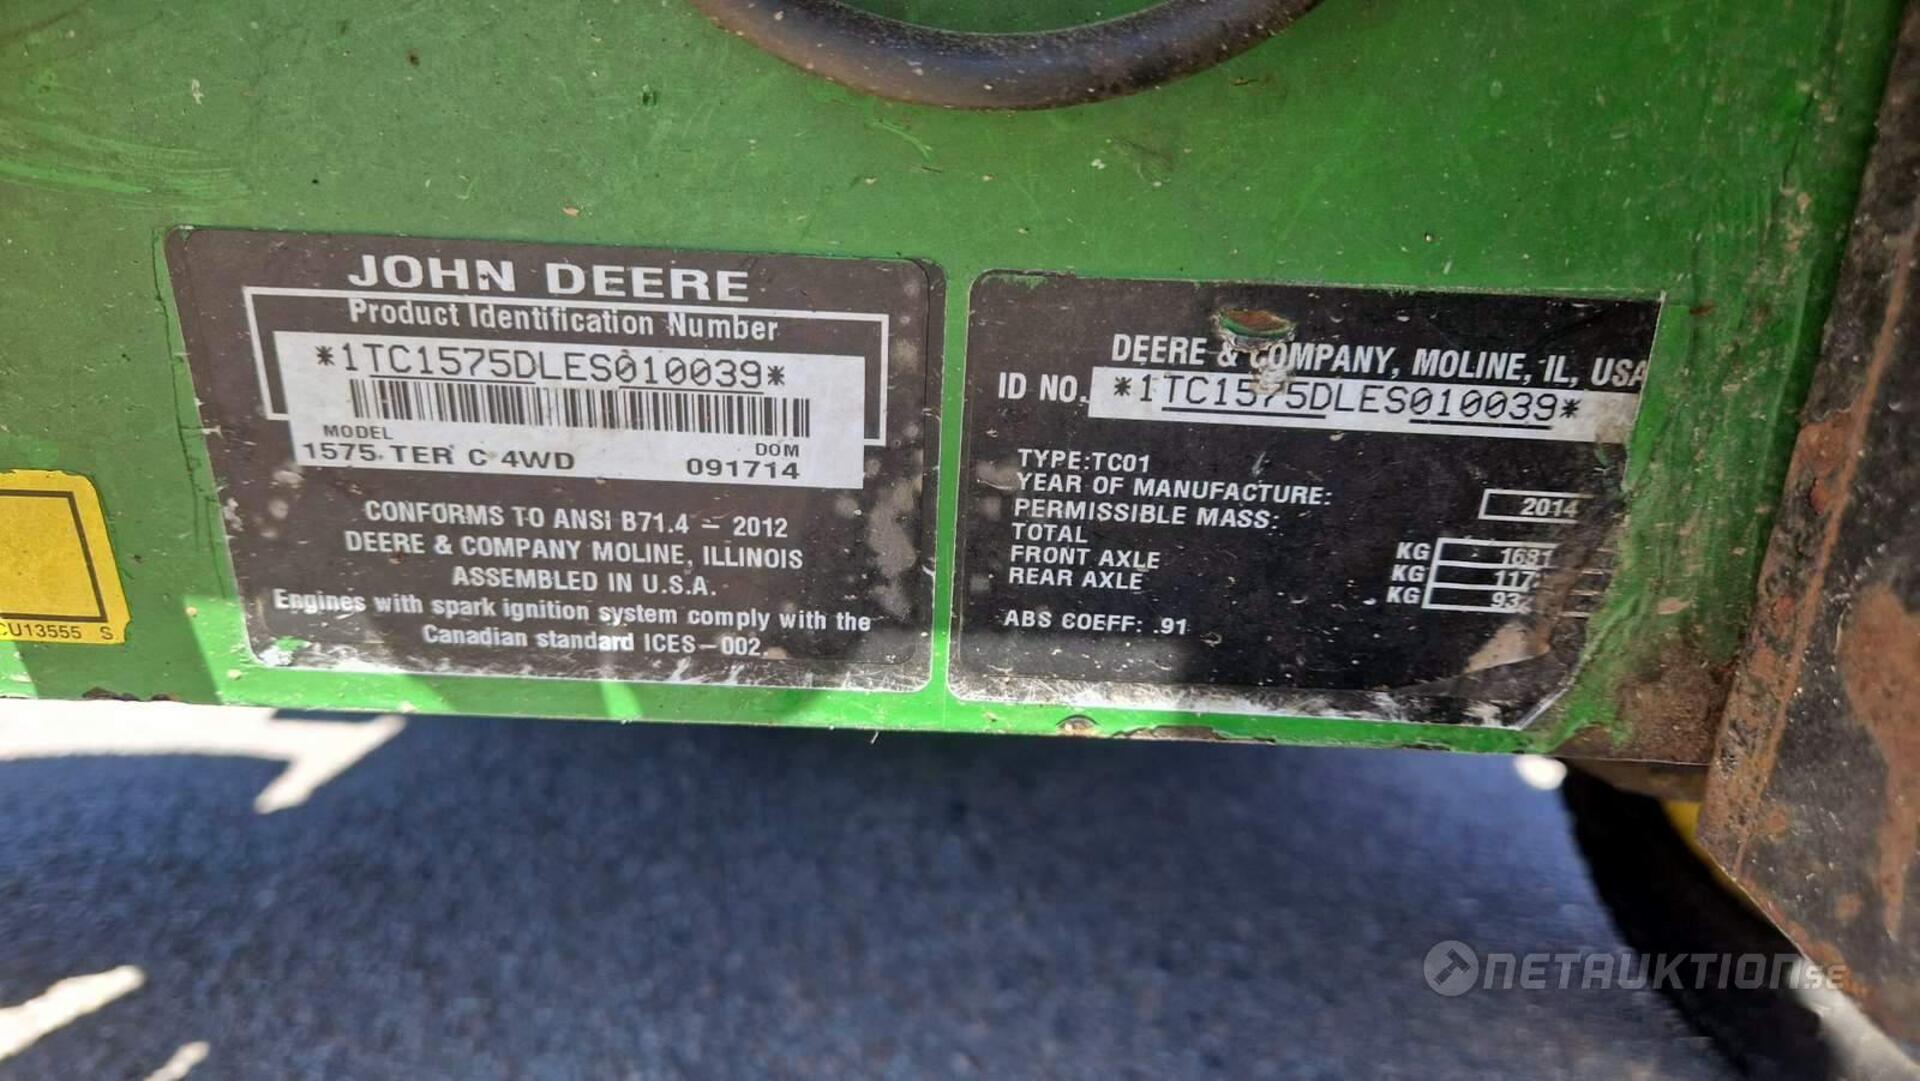 JOHN DEERE
Product Identification Number
*1TC1575DLES010039*
MODEL DOM
1575 TER C 4WD 091714
CONFORMS TO ANSI B71.4 - 2012
DEERE & COMPANY MOLINE, ILLINOIS
ASSEMBLED IN U.S.A.
Engines with spark ignition system comply with the
Canadian standard ICES-002
DEERE & COMPANY, MOLINE, IL, USA
ID NO. *1TC1575DLES010039*
TYPE:TC01
YEAR OF MANUFACTURE: 2014
PERMISSIBLE MASS:
TOTAL KG 1681
FRONT AXLE KG
REAR AXLE KG
ABS COEFF: .91
CU13555 S
NETAUKTION.SE